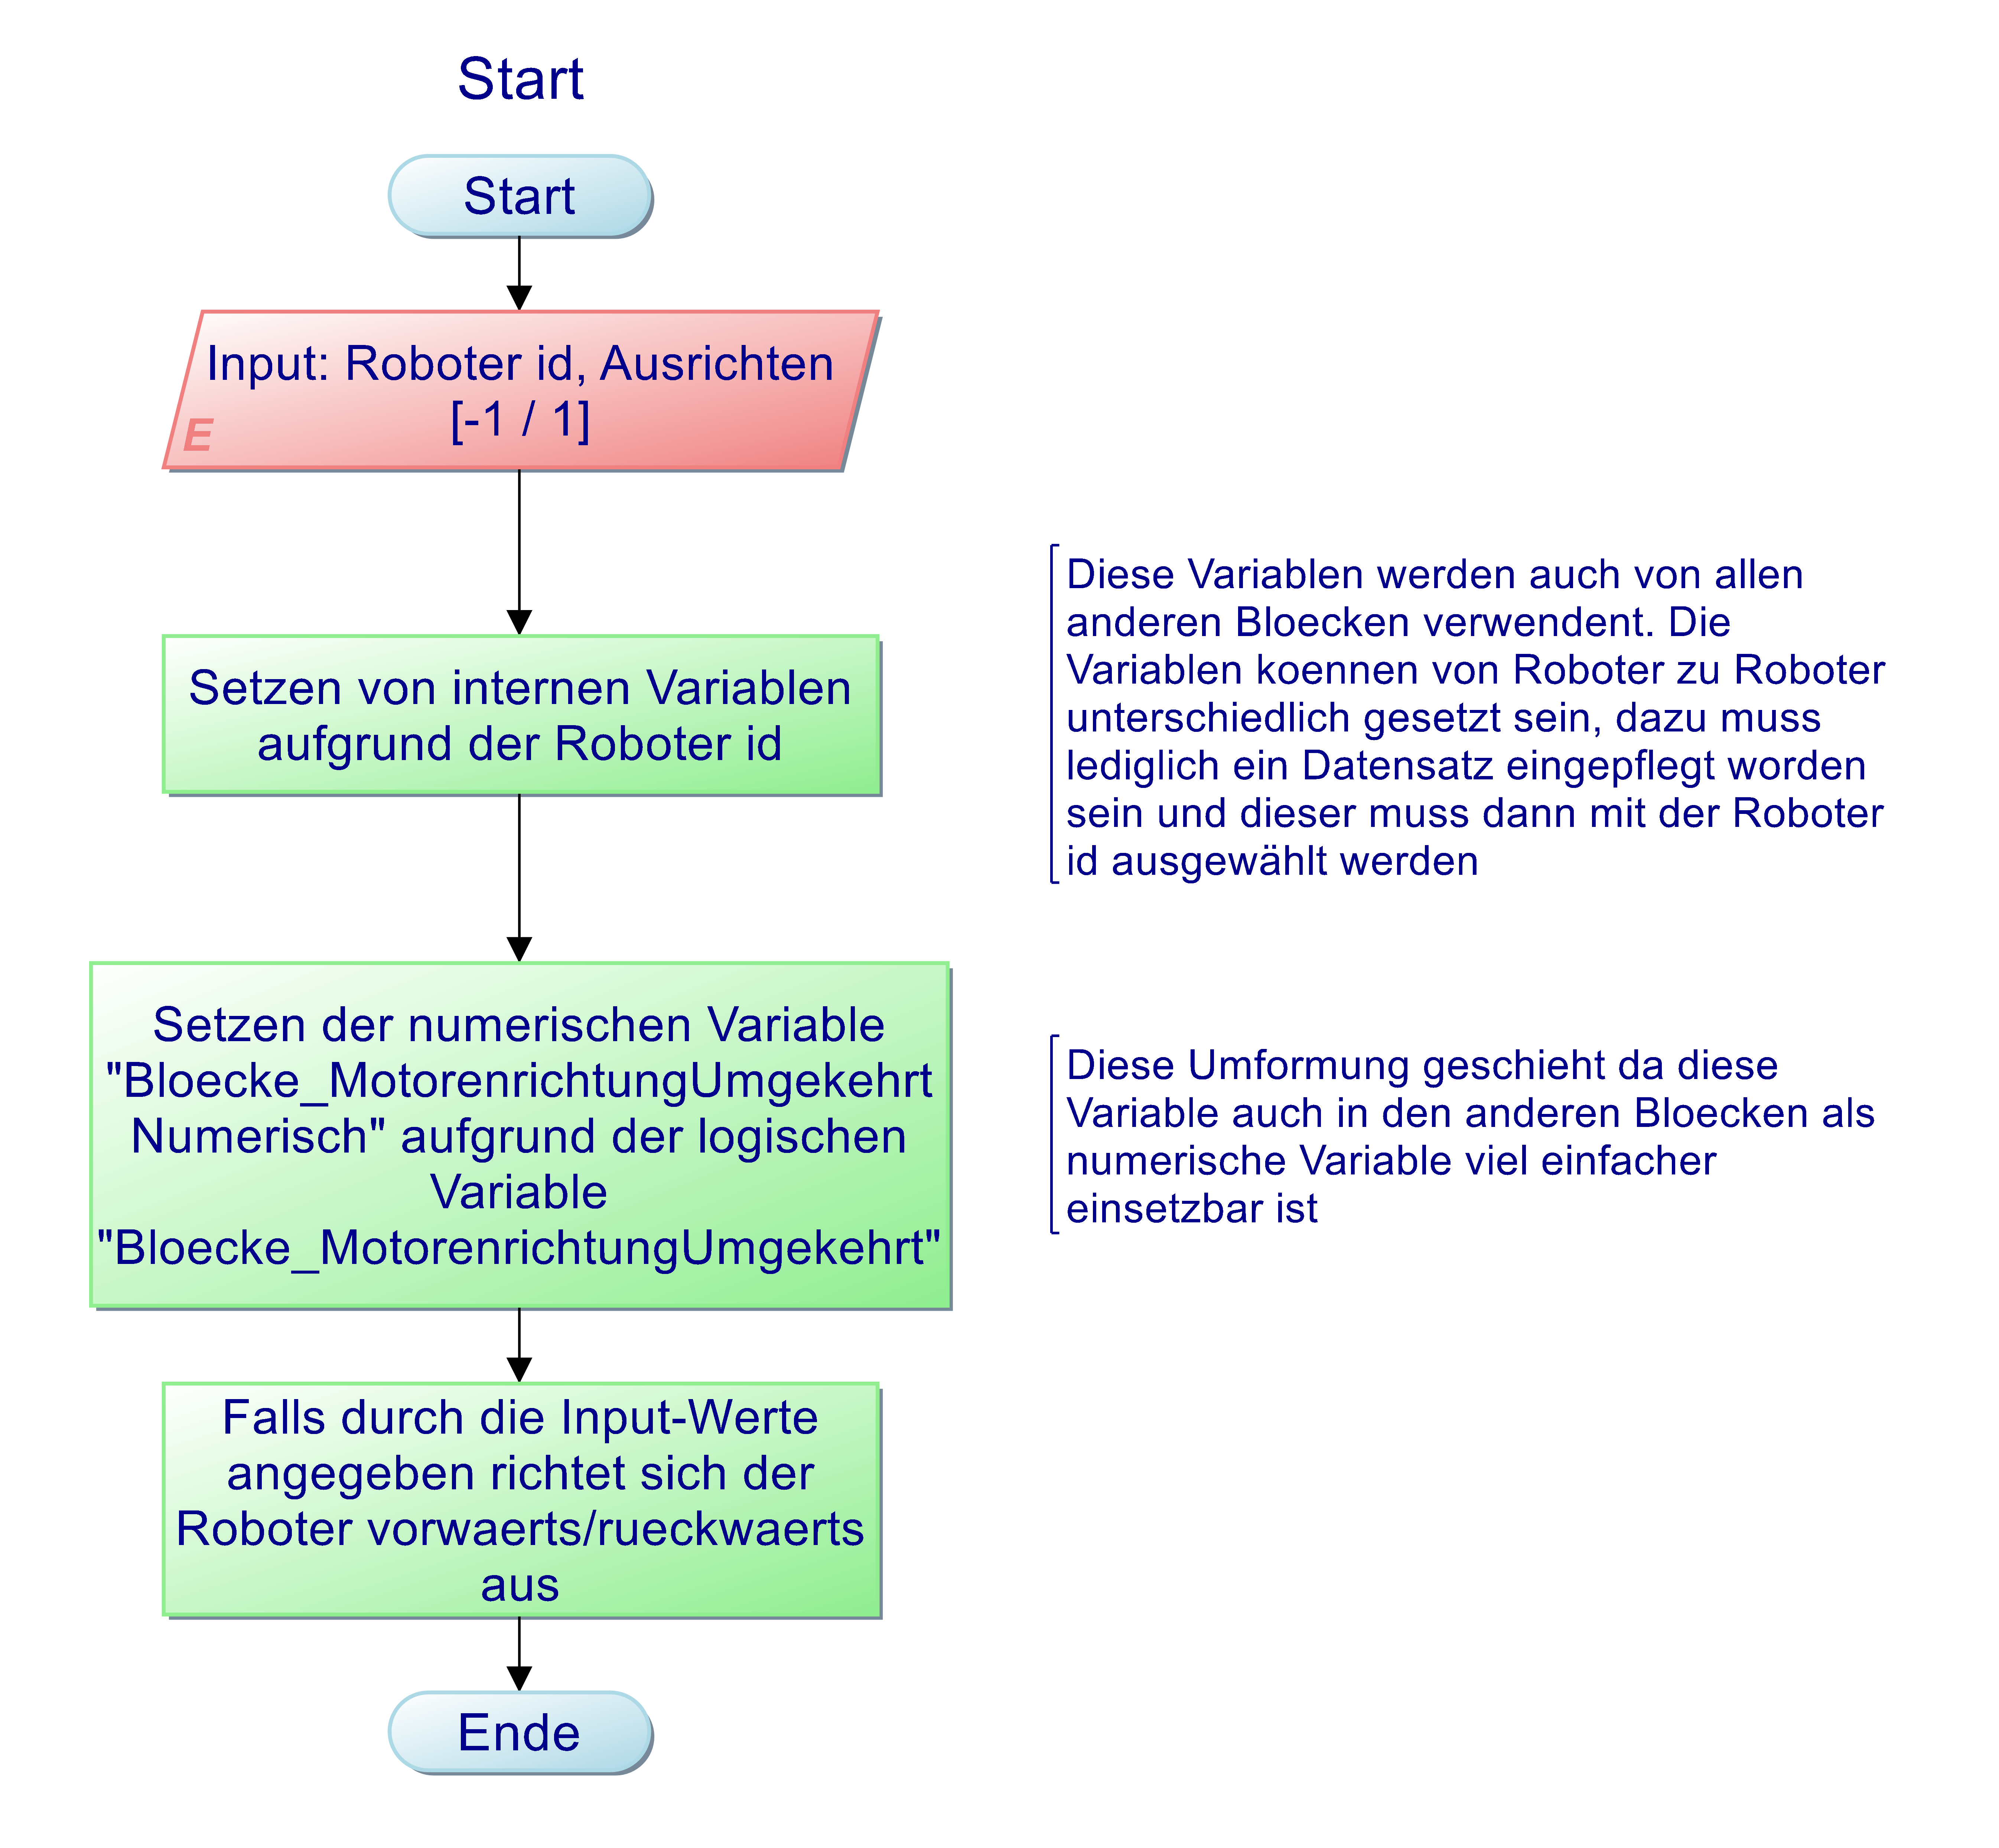 Start
Start
Input: Roboter id, Ausrichten
[-1 / 1]
E
Setzen von internen Variablen
aufgrund der Roboter id
Diese Variablen werden auch von allen
anderen Bloecken verwendent. Die
Variablen koennen von Roboter zu Roboter
unterschiedlich gesetzt sein, dazu muss
lediglich ein Datensatz eingepflegt worden
sein und dieser muss dann mit der Roboter
id ausgewählt werden
Setzen der numerischen Variable
"Bloecke_MotorenrichtungUmgekehrt
Numerisch" aufgrund der logischen
Variable
"Bloecke_MotorenrichtungUmgekehrt"
Diese Umformung geschieht da diese
Variable auch in den anderen Bloecken als
numerische Variable viel einfacher
einsetzbar ist
Falls durch die Input-Werte
angegeben richtet sich der
Roboter vorwaerts/rueckwaerts
aus
Ende